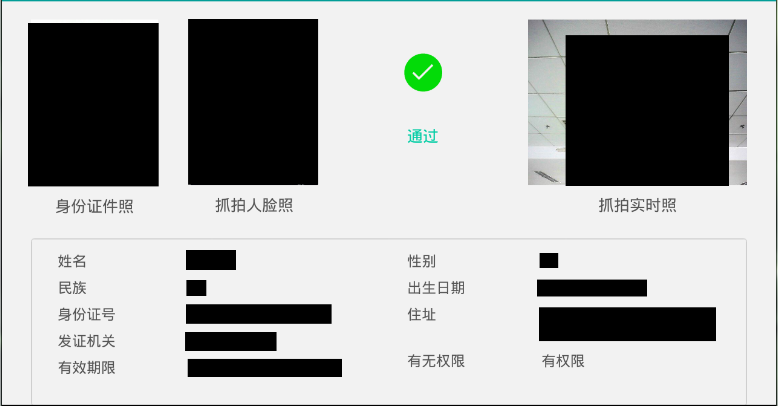 通过
身份证件照
抓拍人脸照
抓拍实时照
姓名
性别
民族
出生日期
身份证号
住址
发证机关
有效期限
有无权限 有权限